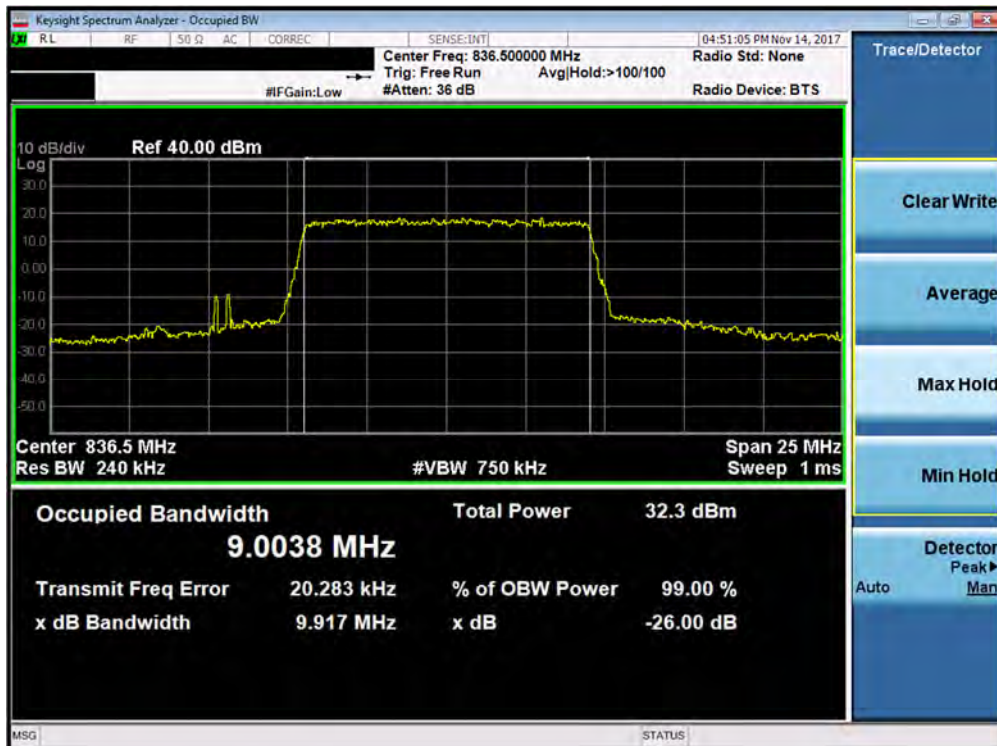 Keysight Spectrum Analyzer - Occupied BW
RL RF 50 Ω AC CORREC SENSE:INT 04:51:05 PM Nov 14, 2017
Center Freq: 836.500000 MHz Radio Std: None
Trig: Free Run Avg|Hold:>100/100
#IFGain:Low #Atten: 36 dB Radio Device: BTS
10 dB/div Ref 40.00 dBm
Log
30.0
20.0
10.0
0.00
-10.0
-20.0
-30.0
-40.0
-50.0
Center 836.5 MHz Span 25 MHz
Res BW 240 kHz #VBW 750 kHz Sweep 1 ms
Occupied Bandwidth Total Power 32.3 dBm
9.0038 MHz
Transmit Freq Error 20.283 kHz % of OBW Power 99.00 %
x dB Bandwidth 9.917 MHz x dB -26.00 dB
MSG STATUS
Trace/Detector
Clear Write
Average
Max Hold
Min Hold
Detector
Peak▶
Auto Man